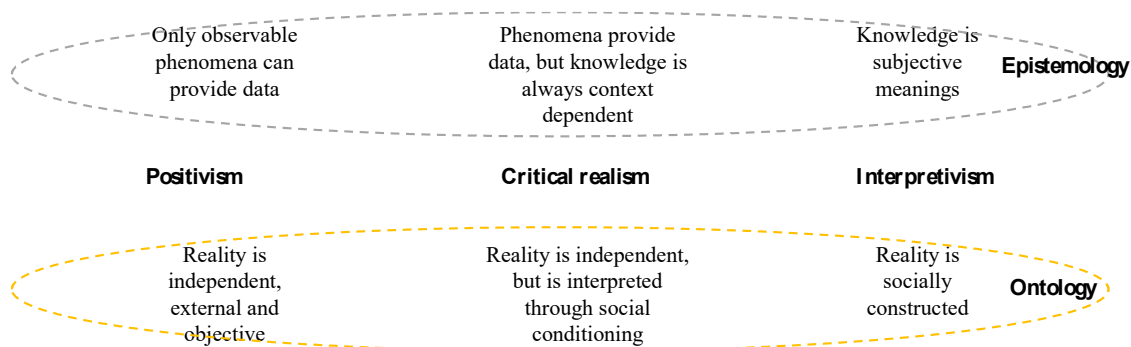 Only observable
phenomena can
provide data
Phenomena provide
data, but knowledge is
always context
dependent
Knowledge is
subjective
meanings
Epistemology
Positivism
Critical realism
Interpretivism
Reality is
independent,
external and
objective
Reality is independent,
but is interpreted
through social
conditioning
Reality is
socially
constructed
Ontology